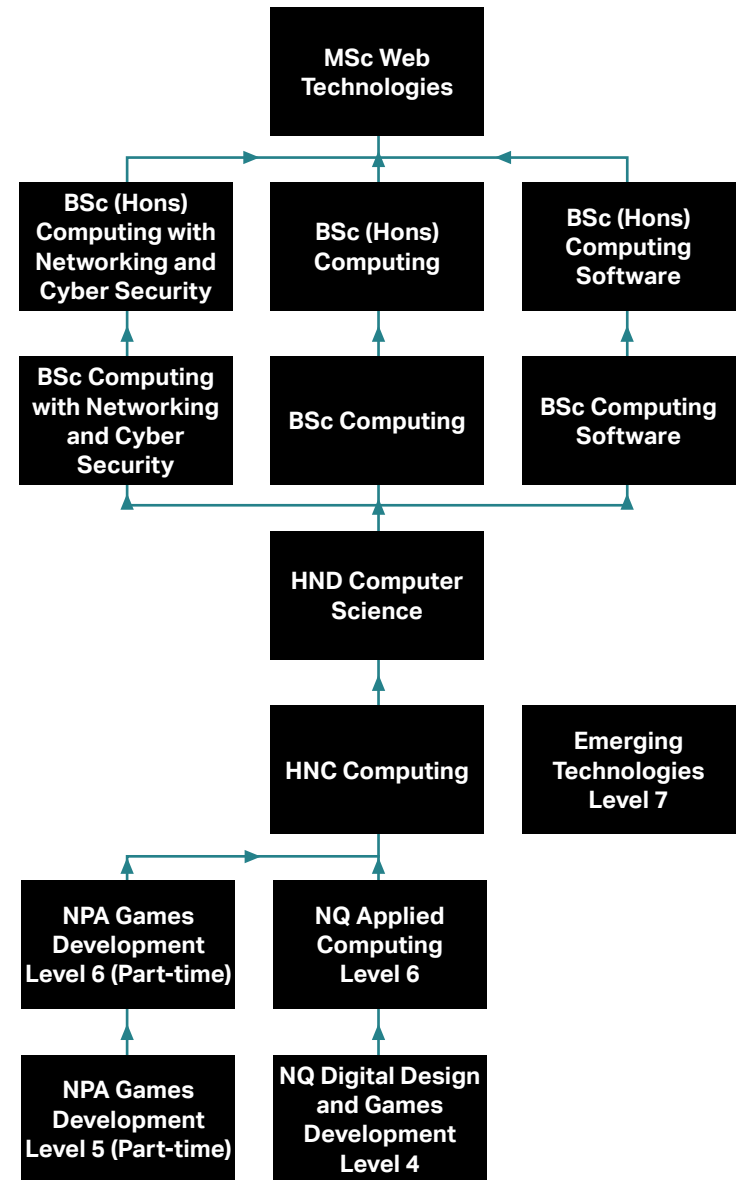 MSc Web
Technologies
BSc (Hons)
Computing with
Networking and
Cyber Security
BSc (Hons)
Computing
BSc (Hons)
Computing
Software
BSc Computing
with Networking
and Cyber
Security
BSc Computing
BSc Computing
Software
HND Computer
Science
HNC Computing
Emerging
Technologies
Level 7
NPA Games
Development
Level 6 (Part-time)
NQ Applied
Computing
Level 6
NPA Games
Development
Level 5 (Part-time)
NQ Digital Design
and Games
Development
Level 4